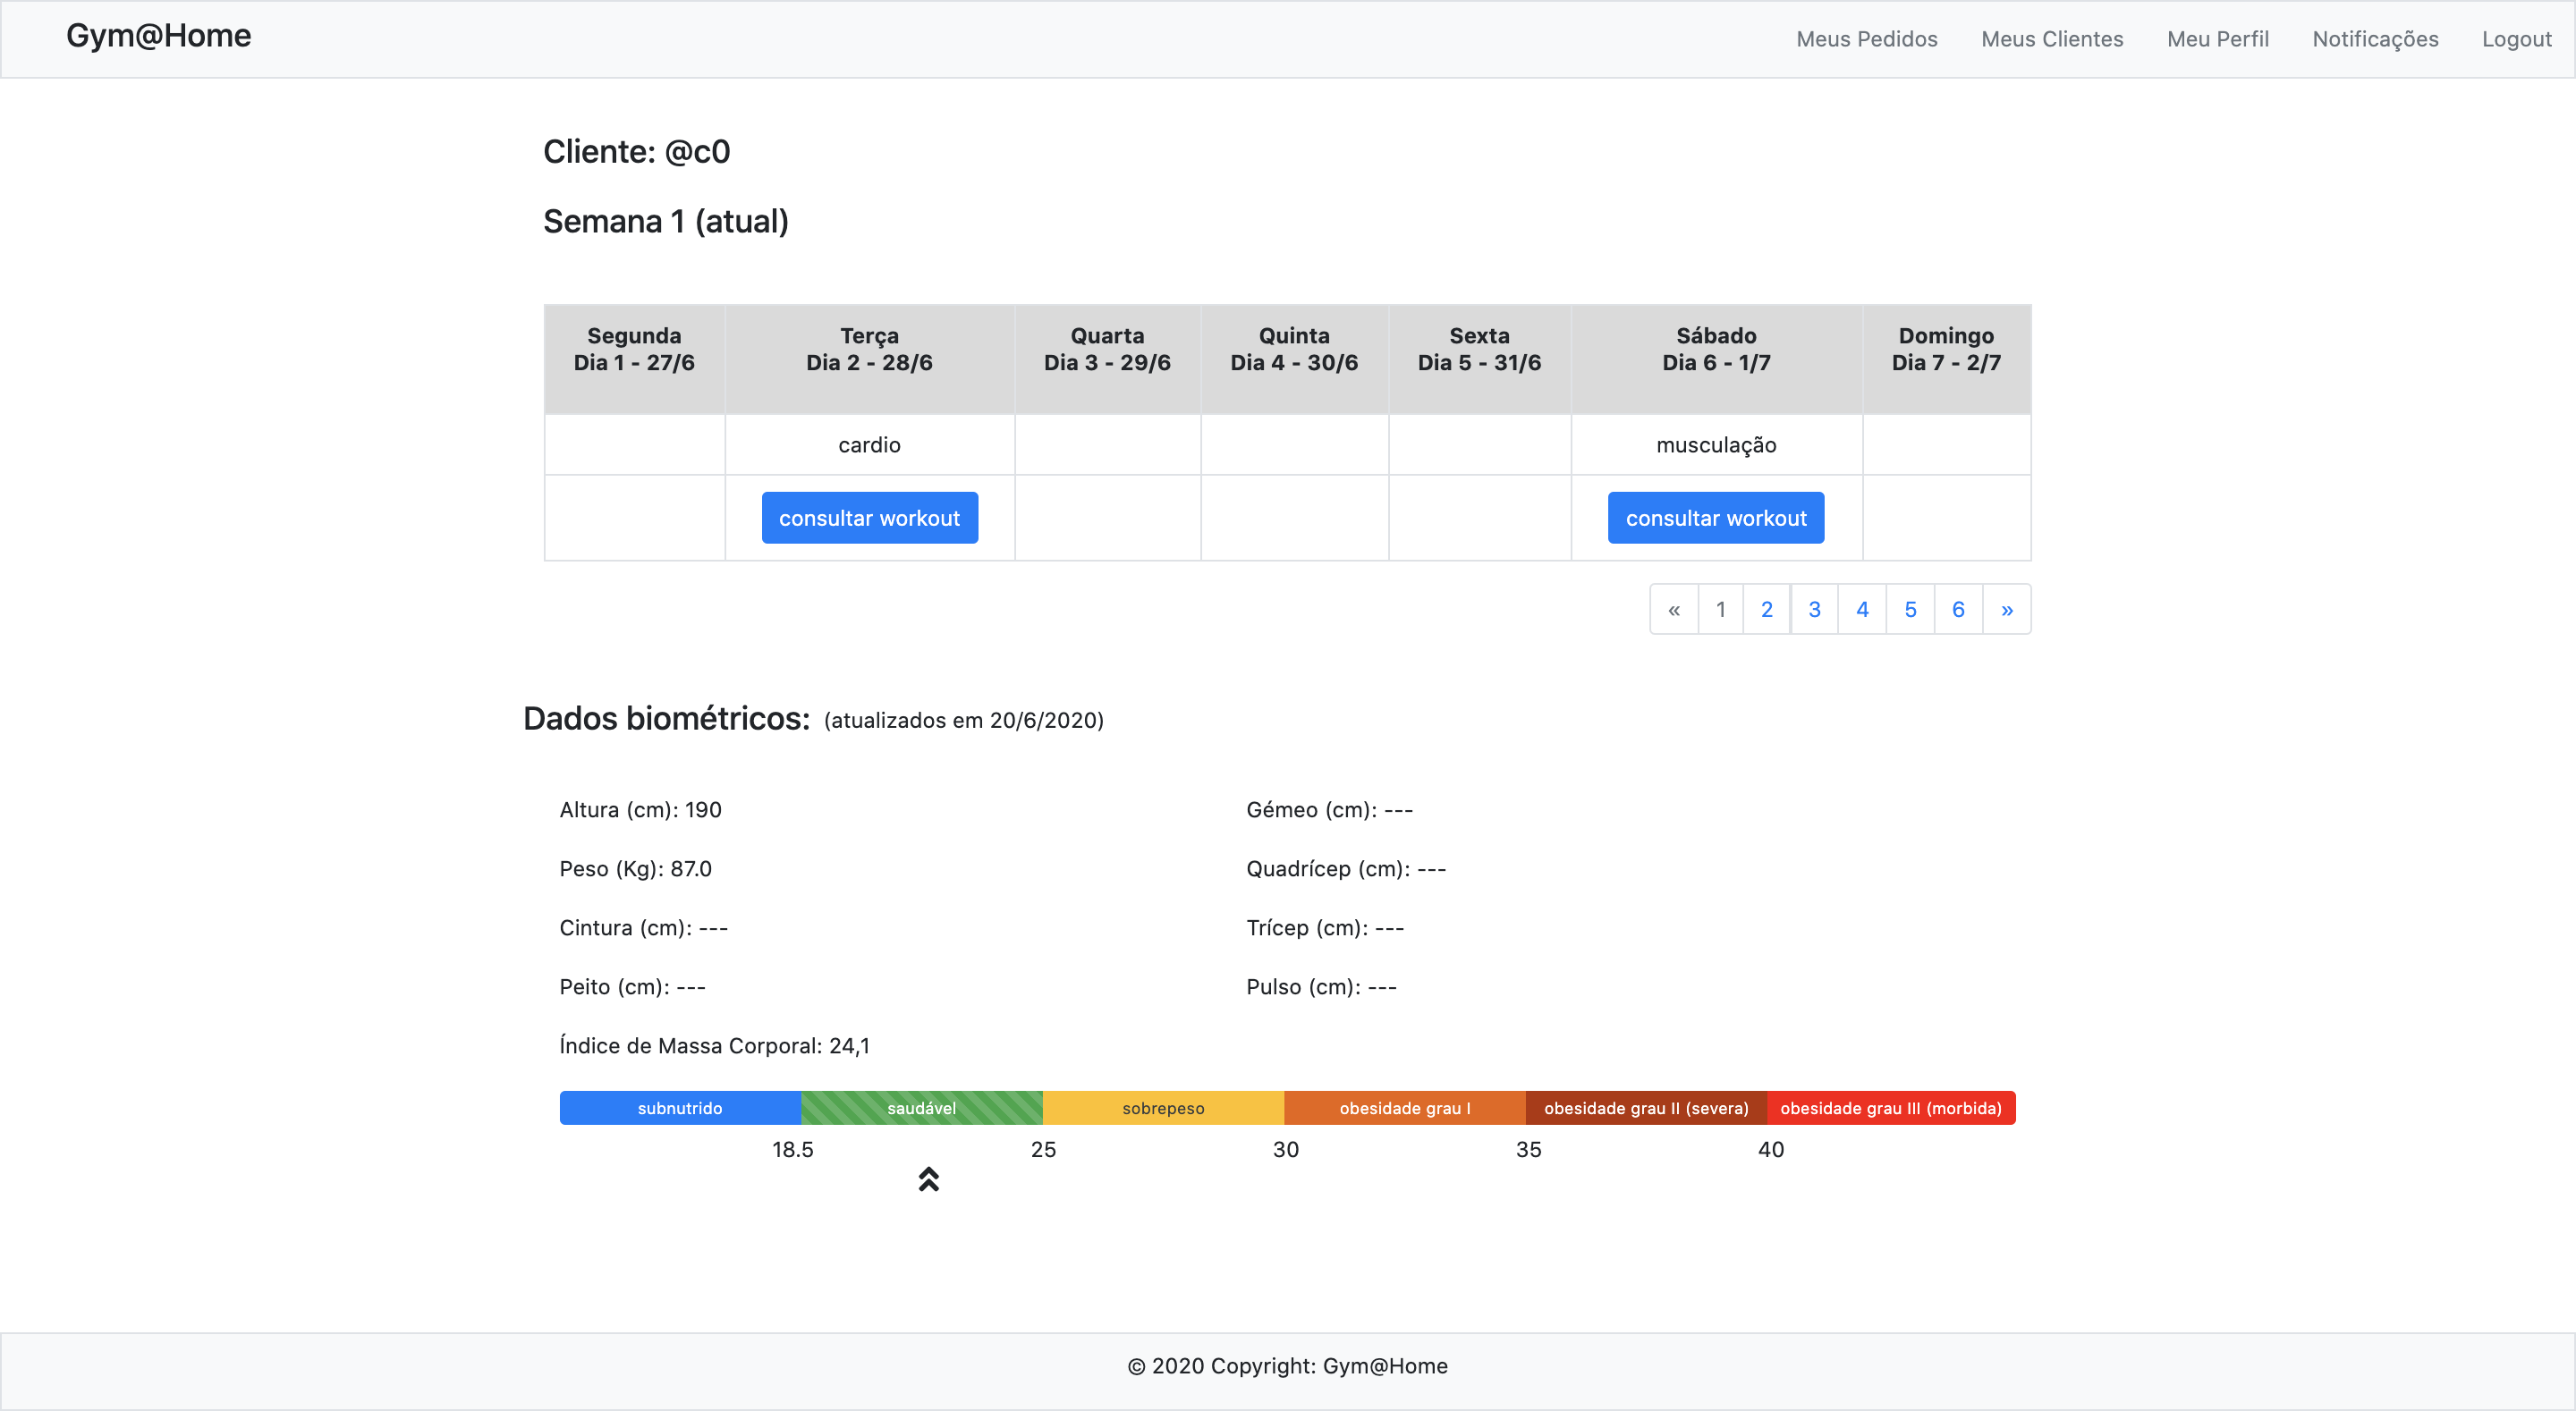 Gym@Home
Meus Pedidos Meus Clientes Meu Perfil Notificações Logout
Cliente: @c0
Semana 1 (atual)
Segunda Terça Quarta Quinta Sexta Sábado Domingo
Dia 1 - 27/6 Dia 2 - 28/6 Dia 3 - 29/6 Dia 4 - 30/6 Dia 5 - 31/6 Dia 6 - 1/7 Dia 7 - 2/7
cardio musculação
consultar workout consultar workout
« 1 2 3 4 5 6 »
Dados biométricos: (atualizados em 20/6/2020)
Altura (cm): 190 Gémeo (cm): ---
Peso (Kg): 87.0 Quadrícep (cm): ---
Cintura (cm): --- Trícep (cm): ---
Peito (cm): --- Pulso (cm): ---
Índice de Massa Corporal: 24,1
subnutrido saudável sobrepeso obesidade grau I obesidade grau II (severa) obesidade grau III (morbida)
18.5 25 30 35 40
© 2020 Copyright: Gym@Home